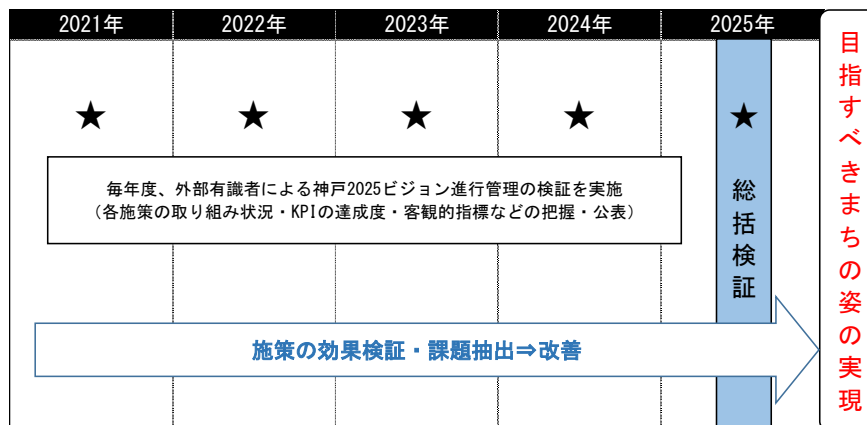 2021年
2022年
2023年
2024年
2025年
★
★
★
★
★
毎年度、外部有識者による神戸2025ビジョン進行管理の検証を実施
(各施策の取り組み状況・KPIの達成度・客観的指標などの把握・公表)
総括検証
施策の効果検証・課題抽出⇒改善
目指すべきまちの姿の実現